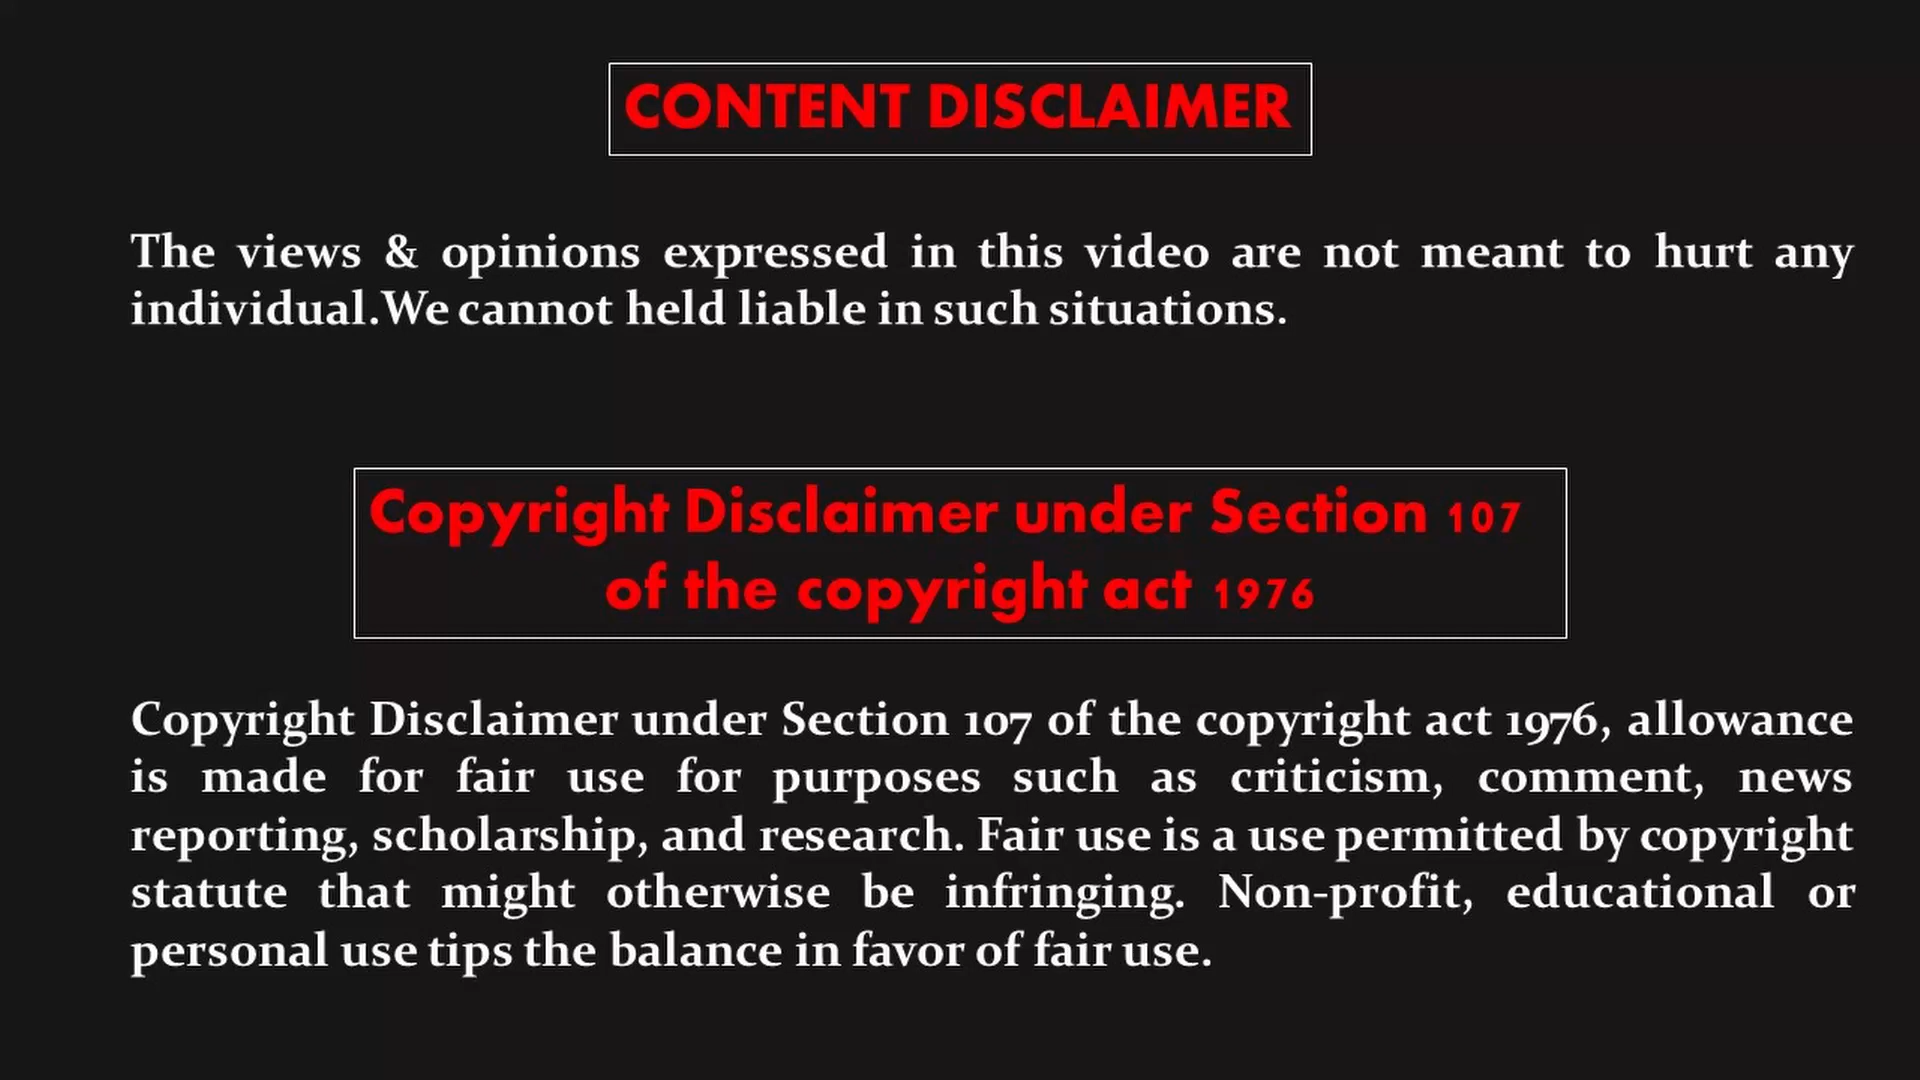 CONTENT DISCLAIMER
The views & opinions expressed in this video are not meant to hurt any
individual.We cannot held liable in such situations.
Copyright Disclaimer under Section 107
of the copyright act 1976
Copyright Disclaimer under Section 107 of the copyright act 1976, allowance
is made for fair use for purposes such as criticism, comment, news
reporting, scholarship, and research. Fair use is a use permitted by copyright
statute that might otherwise be infringing. Non-profit, educational or
personal use tips the balance in favor of fair use.